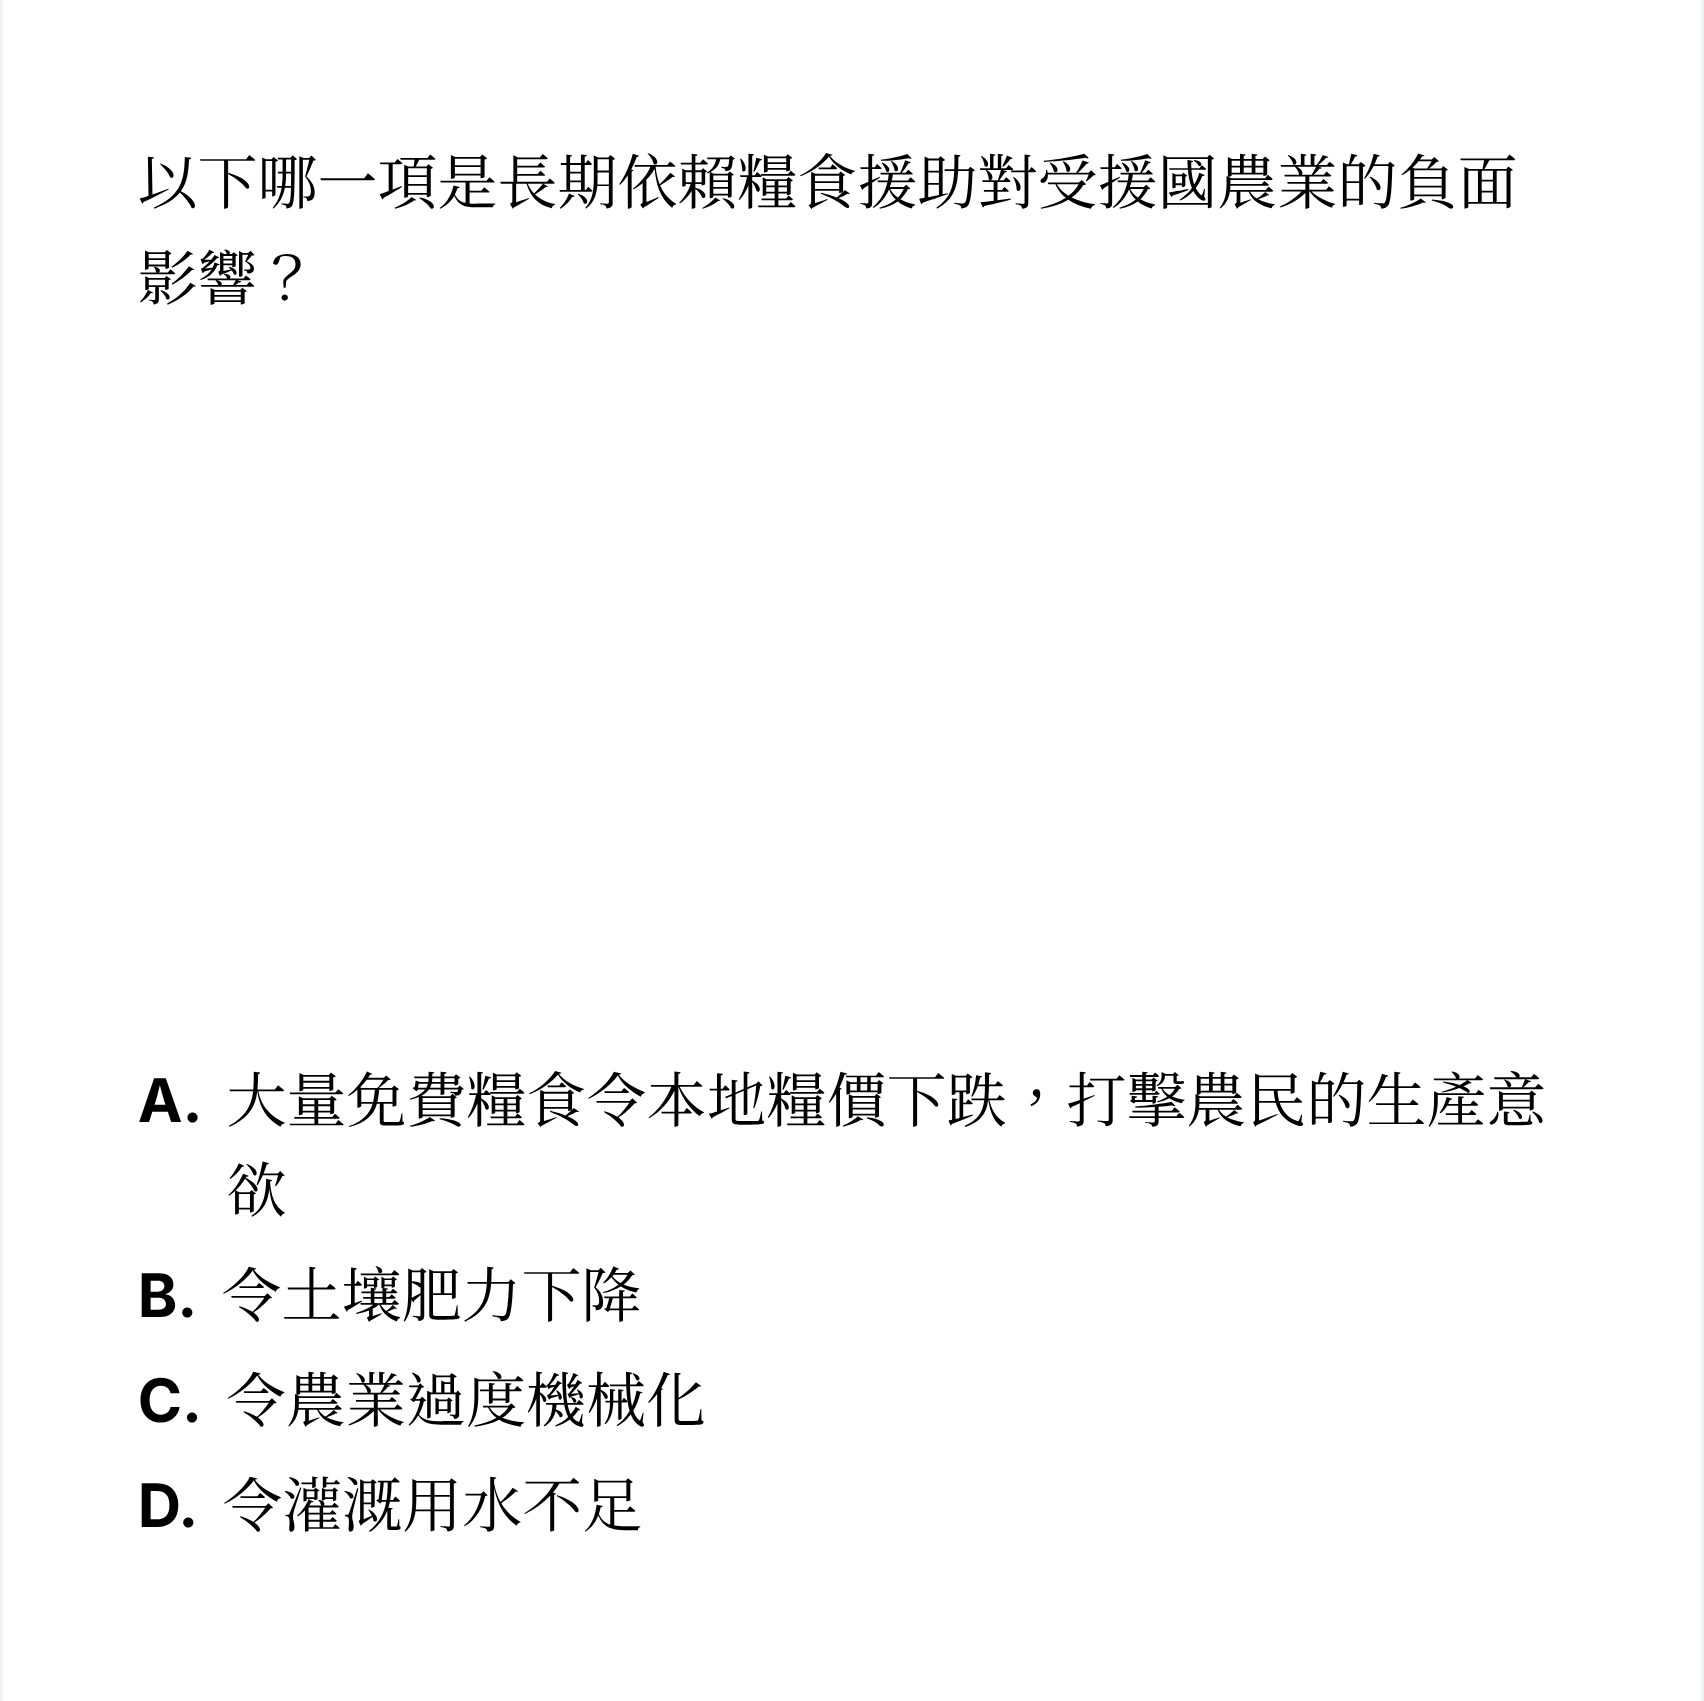 以下哪一項是長期依賴糧食援助對受援國農業的負面
影響？
A. 大量免費糧食令本地糧價下跌，打擊農民的生產意
欲
B. 令土壤肥力下降
C. 令農業過度機械化
D. 令灌溉用水不足